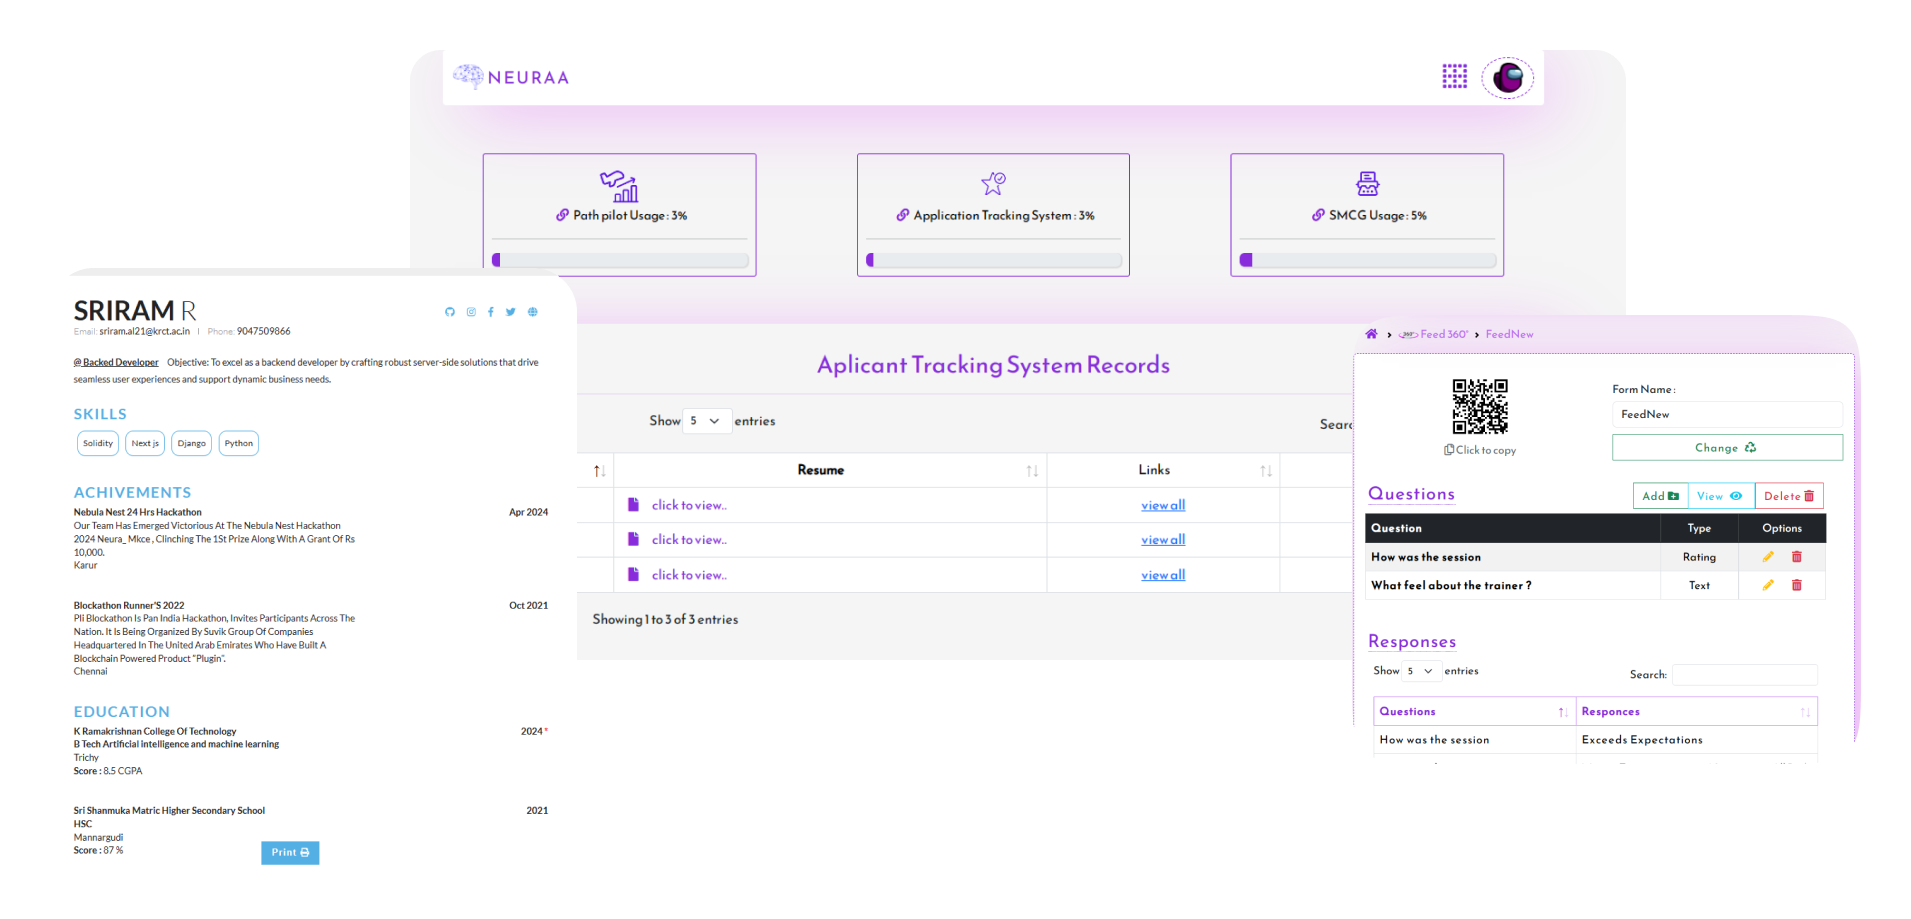 NEURAA
Path pilot Usage : 3%
Application Tracking System : 3%
SMCG Usage : 5%
SRIRAM R
Email: sriram.al21@krct.ac.in | Phone: 9047509866
@ Backed Developer Objective: To excel as a backend developer by crafting robust server-side solutions that drive
seamless user experiences and support dynamic business needs.
SKILLS
Solidity Next js Django Python
ACHIVEMENTS
Nebula Nest 24 Hrs Hackathon Apr 2024
Our Team Has Emerged Victorious At The Nebula Nest Hackathon
2024 Neura_ Mkce , Clinching The 1St Prize Along With A Grant Of Rs
10,000.
Karur
Blockathon Runner'S 2022 Oct 2021
Pli Blockathon Is Pan India Hackathon, Invites Participants Across The
Nation. It Is Being Organized By Suvik Group Of Companies
Headquartered In The United Arab Emirates Who Have Built A
Blockchain Powered Product "Plugin".
Chennai
EDUCATION
K Ramakrishnan College Of Technology 2024 *
B Tech Artificial intelligence and machine learning
Trichy
Score : 8.5 CGPA
Sri Shanmuka Matric Higher Secondary School 2021
HSC
Mannargudi
Score : 87 %
Print
Aplicant Tracking System Records
Show 5 entries
Resume Links
click to view.. view all
click to view.. view all
click to view.. view all
Showing 1 to 3 of 3 entries
360° Feed 360° FeedNew
Click to copy
Form Name :
FeedNew
Change
Questions
Add View Delete
Question Type Options
How was the session Rating
What feel about the trainer ? Text
Responses
Show 5 entries
Search:
Questions Responces
How was the session Exceeds Expectations